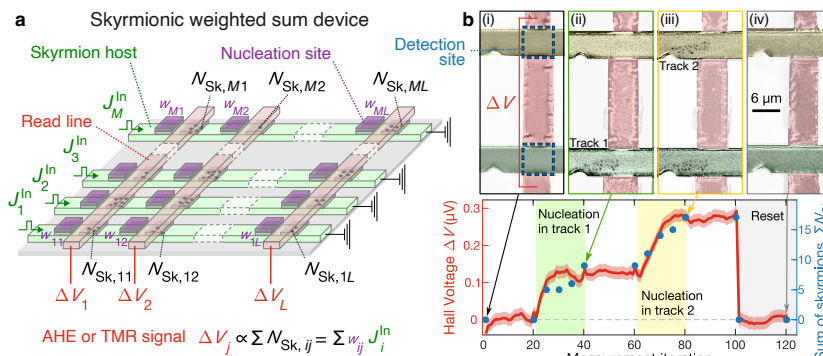 a
Skyrmionic weighted sum device
Skyrmion host
Nucleation site
Detection site
N_Sk, M1
N_Sk, M2
N_Sk, ML
J_M^In
w_M1
w_M2
w_ML
Read line
J_3^In
J_2^In
J_1^In
w_11
w_12
w_1L
N_Sk,11
N_Sk,12
N_Sk,1L
ΔV_1
ΔV_2
ΔV_L
AHE or TMR signal ΔV_j ∝ Σ N_Sk, ij = Σ w_ij J_i^In
b
(i)
(ii)
(iii)
(iv)
Track 2
ΔV
6 μm
Track 1
Hall Voltage ΔV (μV)
0.3
0.2
0.1
0
Nucleation
in track 1
Nucleation
in track 2
Reset
15
10
5
0
Sum of skyrmions,
0
20
40
60
80
100
120